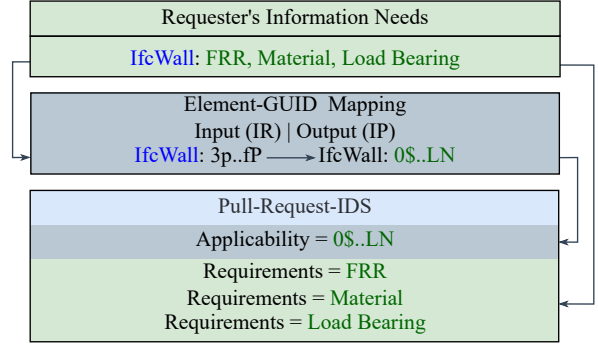 Requester's Information Needs
IfcWall: FRR, Material, Load Bearing
Element-GUID Mapping
Input (IR) | Output (IP)
IfcWall: 3p..fP IfcWall: 0$..LN
Pull-Request-IDS
Applicability = 0$..LN
Requirements = FRR
Requirements = Material
Requirements = Load Bearing